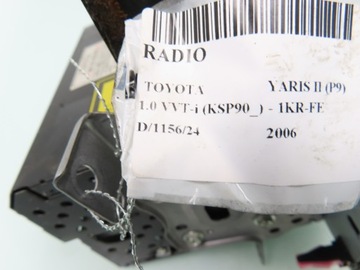 RADIO
TOYOTA YARIS II (P9)
1.0 VVT-i (KSP90_) - 1KR-FE
D/1156/24 2006